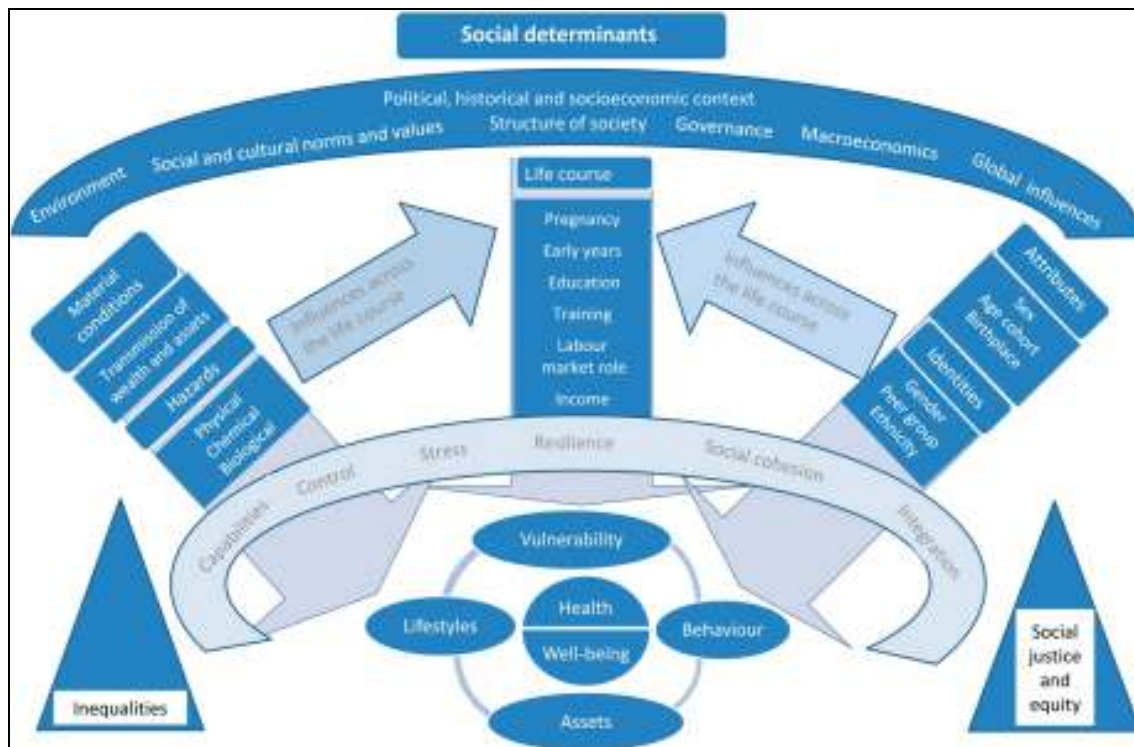 Social determinants
Political, historical and socioeconomic context
Environment
Social and cultural norms and values
Structure of society
Governance
Macroeconomics
Global influences
Life course
Pregnancy
Early years
Education
Training
Labour
market role
Income
Influences across
the life course
Influences across
the life course
Material
conditions
Transmission of
wealth and assets
Hazards
Physical
Chemical
Biological
Attributes
Sex
Age cohort
Birthplace
Identities
Gender
Peer group
Ethnicity
Capabilities
Control
Stress
Resilience
Social cohesion
Integration
Vulnerability
Health
Lifestyles
Behaviour
Well-being
Assets
Inequalities
Social
justice
and
equity